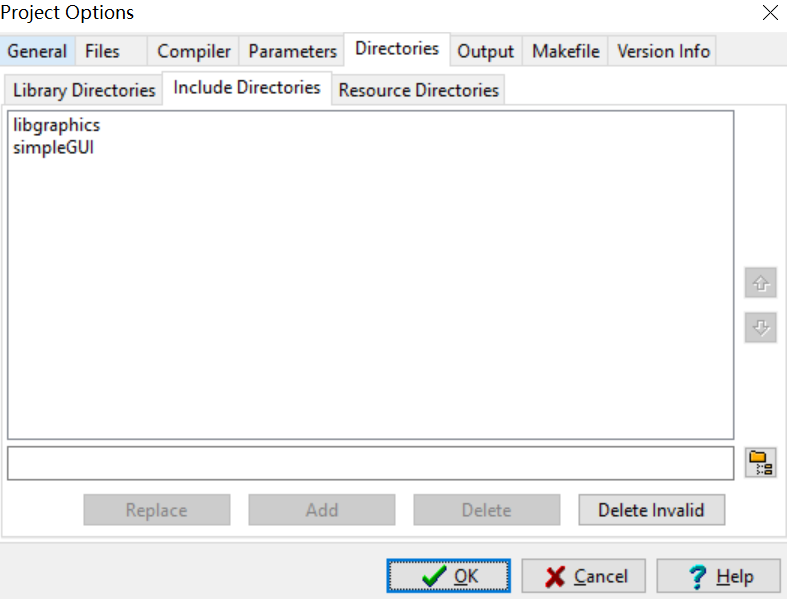 Project Options
General Files Compiler Parameters Directories Output Makefile Version Info
Library Directories Include Directories Resource Directories
libgraphics
simpleGUI
Replace Add Delete Delete Invalid
OK Cancel Help